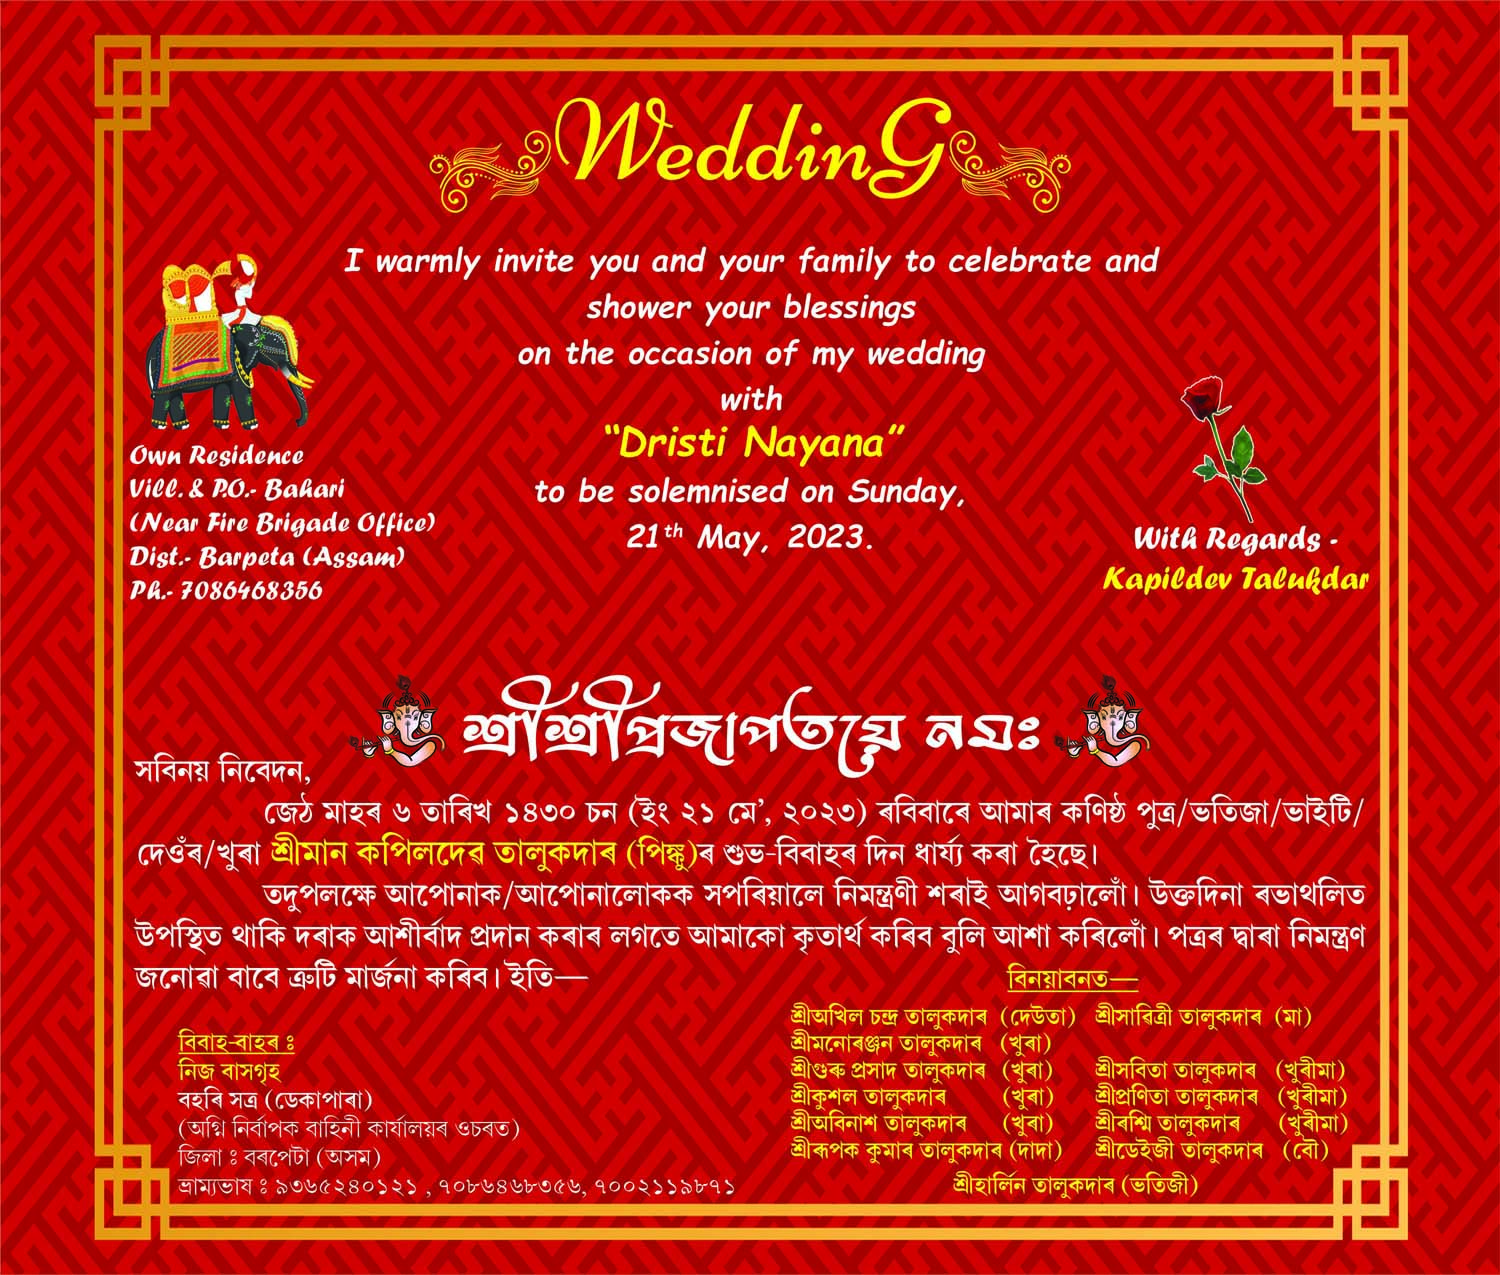 WeddinG
I warmly invite you and your family to celebrate and
shower your blessings
on the occasion of my wedding
with
“Dristi Nayana”
to be solemnised on Sunday,
21th May, 2023.
Own Residence
Vill. & P.O.- Bahari
(Near Fire Brigade Office)
Dist.- Barpeta (Assam)
Ph.- 7086468356
With Regards -
Kapildev Talukdar
শ্ৰীশ্ৰীপ্ৰজাপতয়ে নমঃ
সবিনয় নিবেদন,
জেঠ মাহৰ ৬ তাৰিখ ১৪৩০ চন (ইং ২১ মে’, ২০২৩) ৰবিবাৰে আমাৰ কণিষ্ঠ পুত্ৰ/ভতিজা/ভাইটি/
দেওঁৰ/খুৰা শ্ৰীমান কপিলদেৱ তালুকদাৰ (পিঙ্কু)ৰ শুভ-বিবাহৰ দিন ধাৰ্য্য কৰা হৈছে।
তদুপলক্ষে আপোনাক/আপোনালোকক সপৰিয়ালে নিমন্ত্ৰণী শৰাই আগবঢ়ালোঁ। উক্তদিনা ৰভাথলিত
উপস্থিত থাকি দৰাক আশীৰ্বাদ প্ৰদান কৰাৰ লগতে আমাকো কৃতাৰ্থ কৰিব বুলি আশা কৰিলোঁ। পত্ৰৰ দ্বাৰা নিমন্ত্ৰণ
জনোৱা বাবে ত্ৰুটি মাৰ্জনা কৰিব। ইতি—
বিনয়াবনত—
শ্ৰীঅখিল চন্দ্ৰ তালুকদাৰ (দেউতা) শ্ৰীসাৱিত্ৰী তালুকদাৰ (মা)
শ্ৰীমনোৰঞ্জন তালুকদাৰ (খুৰা)
শ্ৰীগুৰু প্ৰসাদ তালুকদাৰ (খুৰা) শ্ৰীসবিতা তালুকদাৰ (খুৰীমা)
শ্ৰীকুশল তালুকদাৰ (খুৰা) শ্ৰীপ্ৰণিতা তালুকদাৰ (খুৰীমা)
শ্ৰীঅবিনাশ তালুকদাৰ (খুৰা) শ্ৰীৰশ্মি তালুকদাৰ (খুৰীমা)
শ্ৰীৰূপক কুমাৰ তালুকদাৰ (দাদা) শ্ৰীডেইজী তালুকদাৰ (বৌ)
শ্ৰীহাৰ্লিন তালুকদাৰ (ভতিজী)
বিবাহ-বাহৰ ঃ
নিজ বাসগৃহ
বহৰি সত্ৰ (ডেকাপাৰা)
(অগ্নি নিৰ্বাপক বাহিনী কাৰ্যালয়ৰ ওচৰত)
জিলা ঃ বৰপেটা (অসম)
ভ্ৰাম্যভাষ ঃ ৯৩৬৫২৪০১২১ , ৭০৮৬৪৬৮৩৫৬, ৭০০২১১৯৮৭১